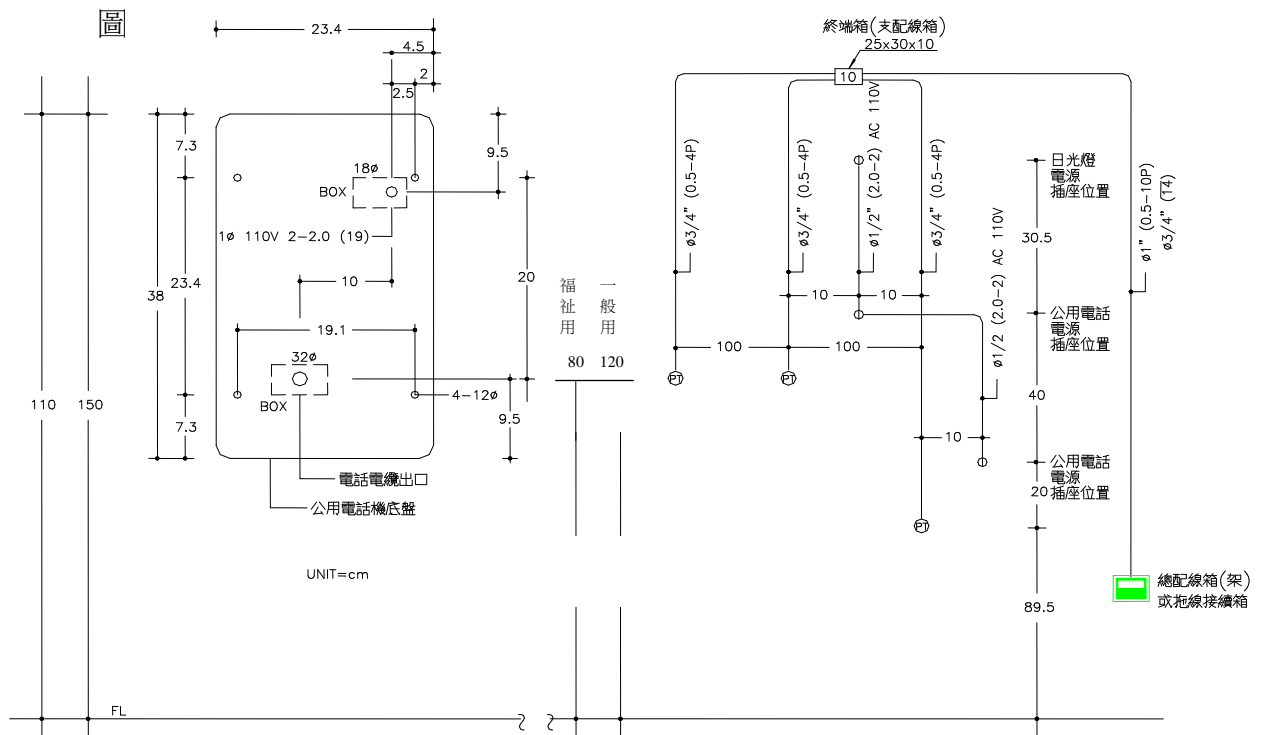 圖
23.4
4.5
2
2.5
7.3
9.5
18ø
BOX
1ø 110V 2-2.0 (19)
10
38
23.4
20
19.1
32ø
BOX
4-12ø
7.3
9.5
110
150
電話電纜出口
公用電話機底盤
UNIT=cm
FL
福祉用
一般用
80
120
終端箱(支配線箱)
25x30x10
10
ø3/4" (0.5-4P)
ø3/4" (0.5-4P)
ø1/2" (2.0-2) AC 110V
ø3/4" (0.5-4P)
ø1/2 (2.0-2) AC 110V
ø1" (0.5-10P)
ø3/4" (14)
10
10
100
100
10
PT
PT
PT
日光燈
電源
插座位置
30.5
公用電話
電源
插座位置
40
公用電話
電源
插座位置
20
89.5
總配線箱(架)
或拖線接續箱